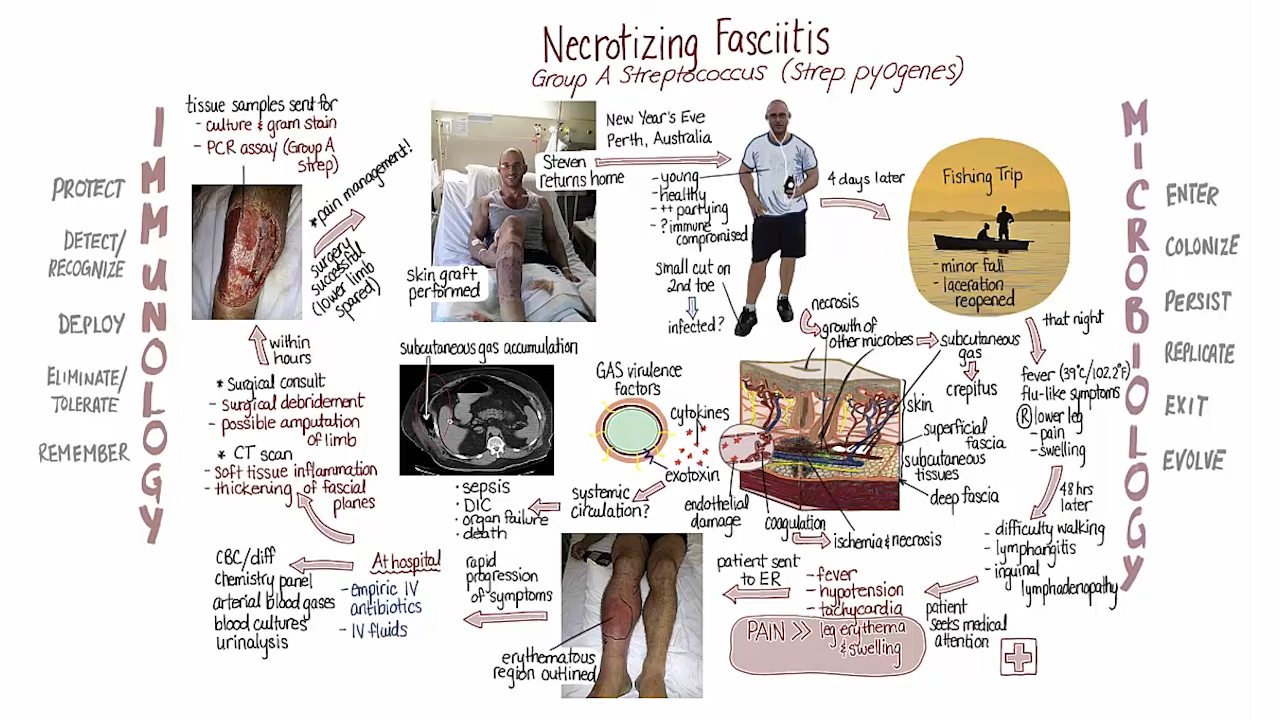 Necrotizing Fasciitis
Group A Streptococcus (Strep pyogenes)
IMMUNOLOGY
PROTECT
DETECT/
RECOGNIZE
DEPLOY
ELIMINATE/
TOLERATE
REMEMBER
MICROBIOLOGY
ENTER
COLONIZE
PERSIST
REPLICATE
EXIT
EVOLVE
Steven
returns home
New Year's Eve
Perth, Australia
- young
- healthy
- ++ partying
- ? immune
compromised
small cut on
2nd toe
infected?
4 days later
Fishing Trip
- minor fall
- laceration
reopened
that night
fever (39°C/102.2°F)
flu-like symptoms
R lower leg
- pain
- swelling
48 hrs
later
- difficulty walking
- lymphangitis
- inguinal
lymphadenopathy
patient
seeks medical
attention
- fever
- hypotension
- tachycardia
PAIN >> leg erythema
& swelling
patient sent
to ER
erythematous
region outlined
rapid
progression
of symptoms
At hospital
- empiric IV
antibiotics
- IV fluids
CBC/diff
chemistry panel
arterial blood gases
blood cultures
urinalysis
* Surgical consult
- surgical debridement
- possible amputation
of limb
* CT scan
- soft tissue inflammation
- thickening of fascial
planes
within
hours
tissue samples sent for
- culture & gram stain
- PCR assay (Group A
Strep)
* pain management!
surgery
successful
(lower limb
spared)
skin graft
performed
subcutaneous gas accumulation
GAS virulence
factors
cytokines
exotoxin
systemic
circulation?
· sepsis
· DIC
· organ failure
· death
endothelial
damage
coagulation
ischemia & necrosis
necrosis
growth of
other microbes
subcutaneous
gas
crepitus
skin
superficial
fascia
subcutaneous
tissues
deep fascia